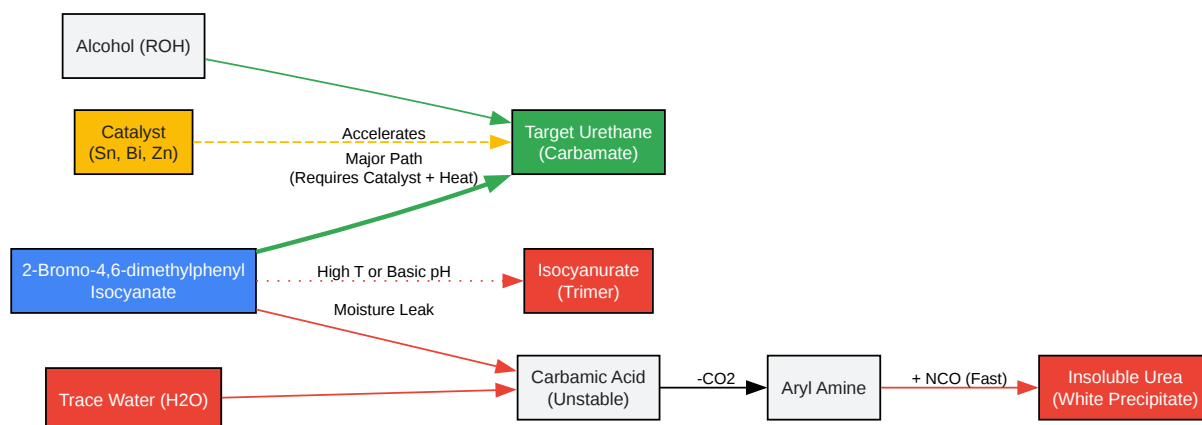 Alcohol (ROH)
Catalyst
(Sn, Bi, Zn)
Accelerates
Target Urethane
(Carbamate)
Major Path
(Requires Catalyst + Heat)
2-Bromo-4,6-dimethylphenyl
Isocyanate
High T or Basic pH
Isocyanurate
(Trimer)
Moisture Leak
Trace Water (H2O)
Carbamic Acid
(Unstable)
-CO2
Aryl Amine
+ NCO (Fast)
Insoluble Urea
(White Precipitate)